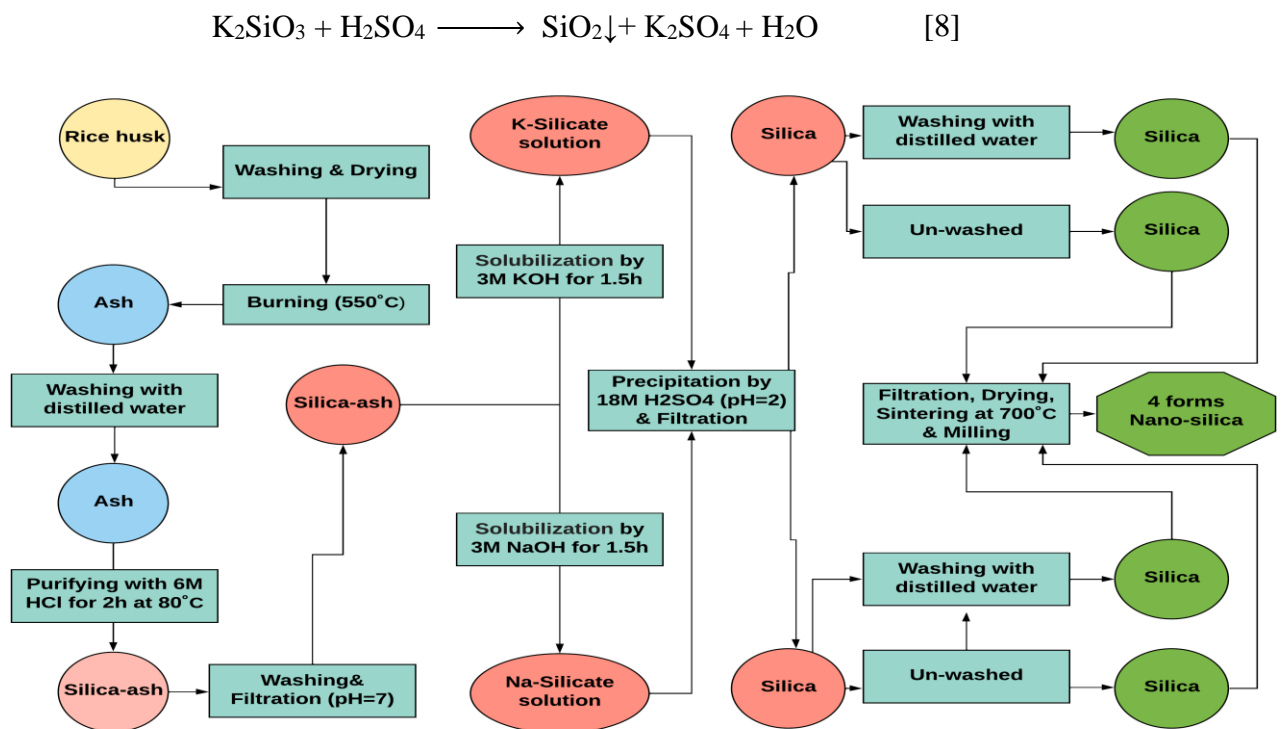 K2SiO3 + H2SO4 ⟶ SiO2↓+ K2SO4 + H2O [8]
Rice husk
Washing & Drying
Burning (550˚C)
Ash
Washing with
distilled water
Ash
Purifying with 6M
HCl for 2h at 80˚C
Silica-ash
Washing&
Filtration (pH=7)
Silica-ash
K-Silicate
solution
Solubilization by
3M KOH for 1.5h
Solubilization by
3M NaOH for 1.5h
Na-Silicate
solution
Precipitation by
18M H2SO4 (pH=2)
& Filtration
Silica
Washing with
distilled water
Silica
Un-washed
Silica
Filtration, Drying,
Sintering at 700˚C
& Milling
4 forms
Nano-silica
Washing with
distilled water
Silica
Silica
Un-washed
Silica